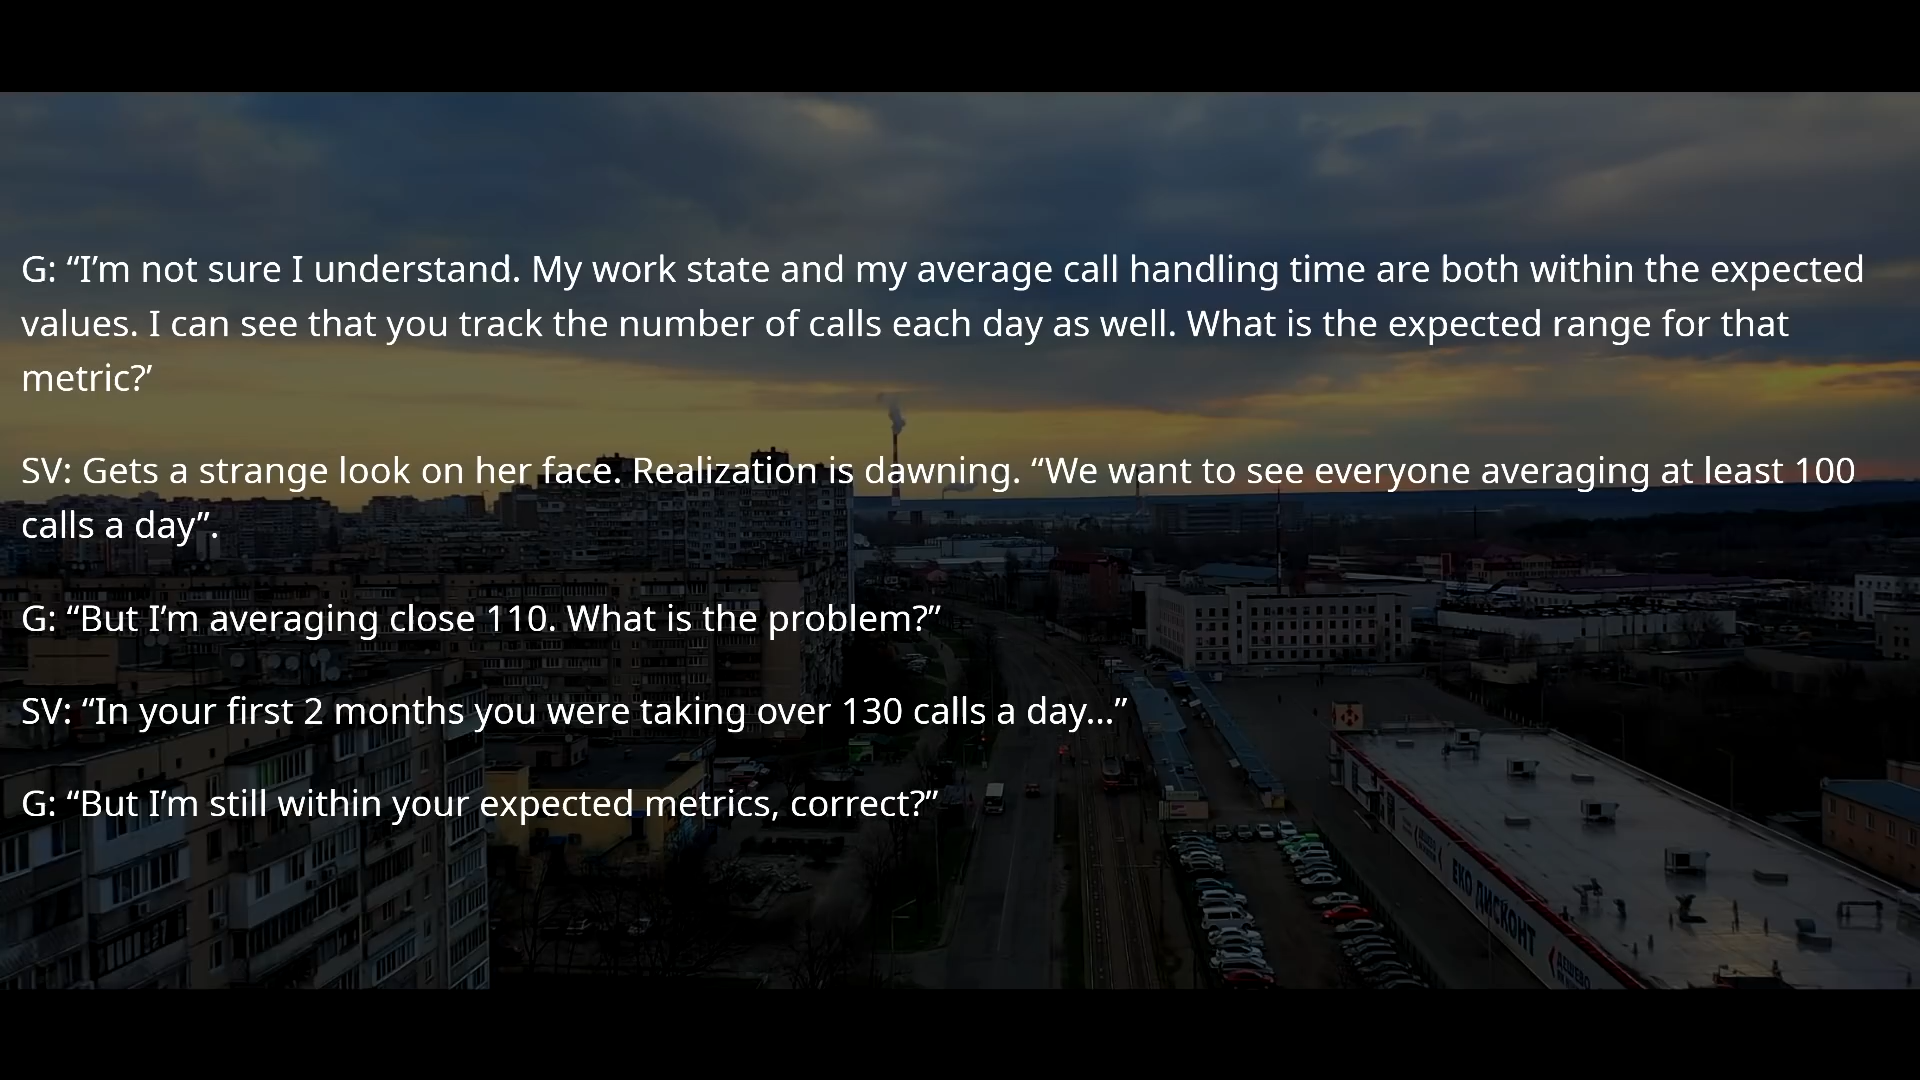 G: “I’m not sure I understand. My work state and my average call handling time are both within the expected
values. I can see that you track the number of calls each day as well. What is the expected range for that
metric?’
SV: Gets a strange look on her face. Realization is dawning. “We want to see everyone averaging at least 100
calls a day”.
G: “But I’m averaging close 110. What is the problem?”
SV: “In your first 2 months you were taking over 130 calls a day…”
G: “But I’m still within your expected metrics, correct?”
ЕКО ДИСКОНТ
ДЕШЕВО